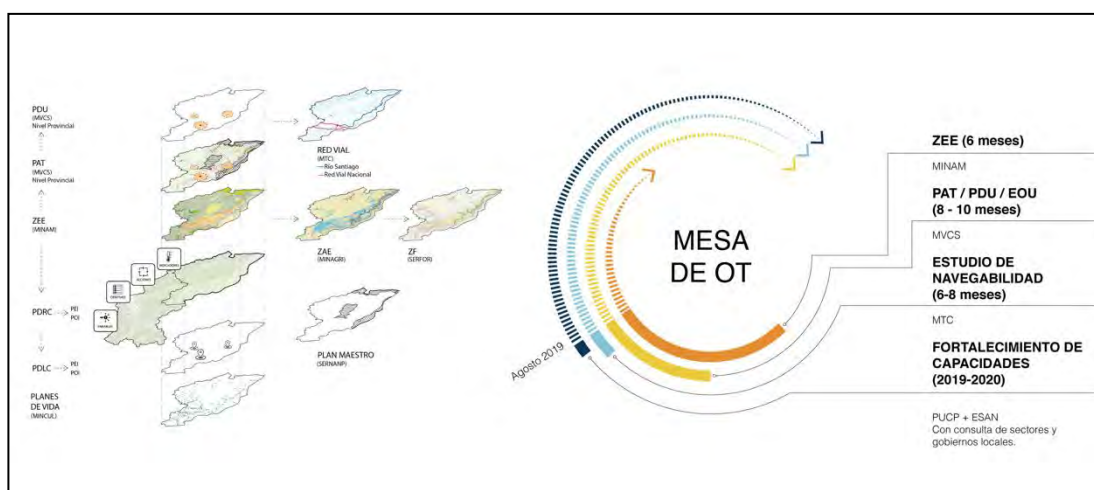 PDU
(MVCS)
Nivel Provincial
PAT
(MVCS)
Nivel Provincial
ZEE
(MINAM)
PDRC
PEI
POI
PDLC
PEI
POI
PLANES
DE VIDA
(MINCUL)
RED VIAL
(MTC)
Río Santiago
Red Vial Nacional
ZAE
(MINAGRI)
ZF
(SERFOR)
PLAN MAESTRO
(SERNANP)
Agosto 2019
MESA
DE OT
ZEE (6 meses)
MINAM
PAT / PDU / EOU
(8 - 10 meses)
MVCS
ESTUDIO DE
NAVEGABILIDAD
(6-8 meses)
MTC
FORTALECIMIENTO DE
CAPACIDADES
(2019-2020)
PUCP + ESAN
Con consulta de sectores y
gobiernos locales.